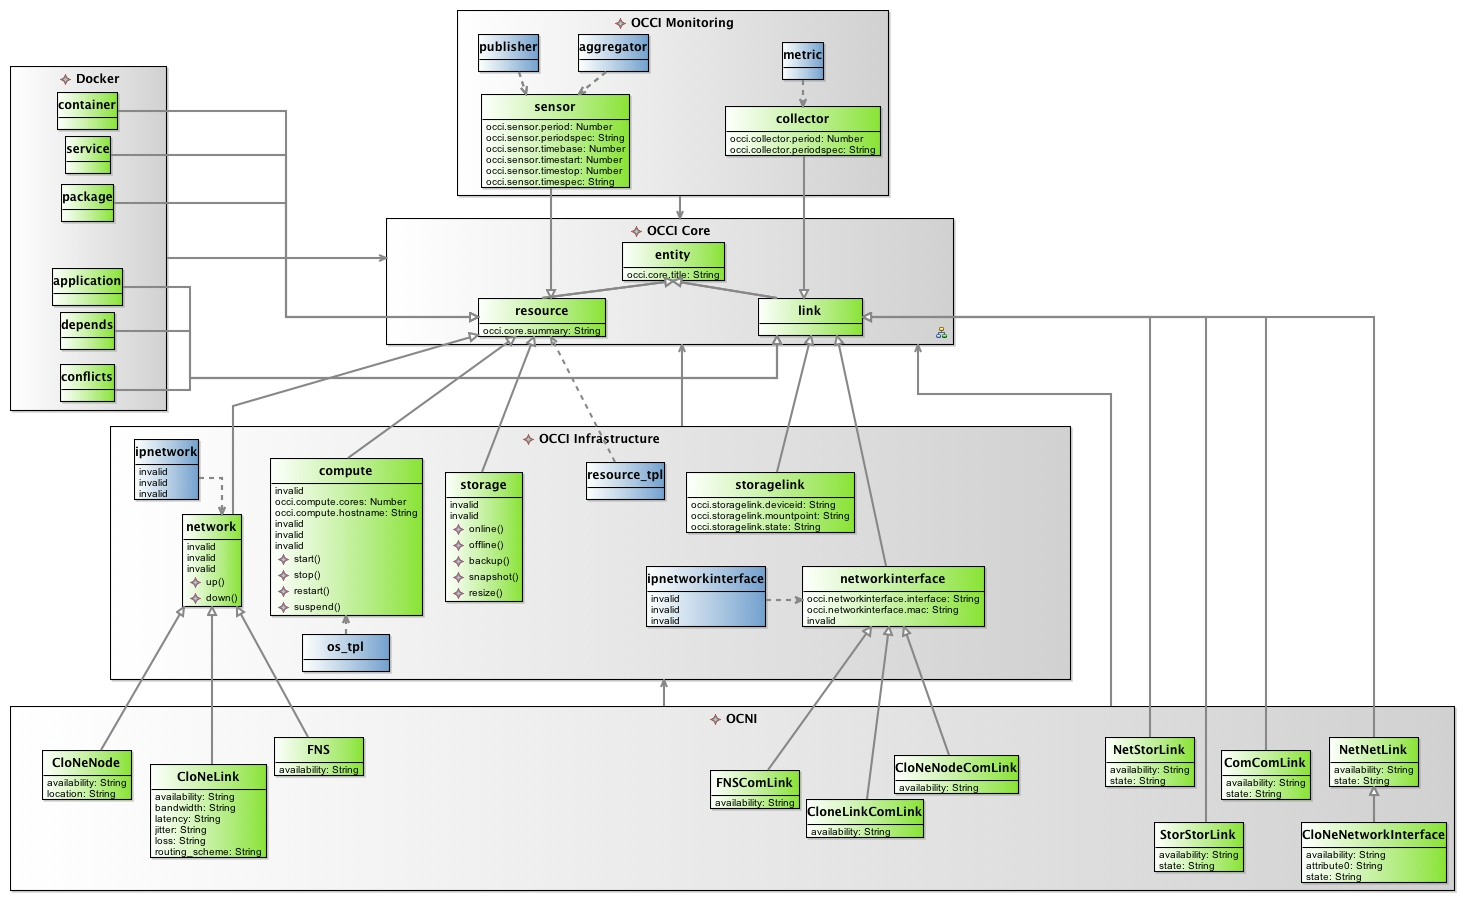 OCCI Monitoring
publisher
aggregator
metric
sensor
occi.sensor.period: Number
occi.sensor.periodspec: String
occi.sensor.timebase: Number
occi.sensor.timestart: Number
occi.sensor.timestop: Number
occi.sensor.timespec: String
collector
occi.collector.period: Number
occi.collector.periodspec: String
Docker
container
service
package
application
depends
conflicts
OCCI Core
entity
occi.core.title: String
resource
occi.core.summary: String
link
OCCI Infrastructure
ipnetwork
invalid
invalid
invalid
network
invalid
invalid
invalid
up()
down()
compute
invalid
occi.compute.cores: Number
occi.compute.hostname: String
invalid
invalid
invalid
start()
stop()
restart()
suspend()
os_tpl
storage
invalid
invalid
online()
offline()
backup()
snapshot()
resize()
resource_tpl
storagelink
occi.storagelink.deviceid: String
occi.storagelink.mountpoint: String
occi.storagelink.state: String
ipnetworkinterface
invalid
invalid
invalid
networkinterface
occi.networkinterface.interface: String
occi.networkinterface.mac: String
invalid
OCNI
CloNeNode
availability: String
location: String
CloNeLink
availability: String
bandwidth: String
latency: String
jitter: String
loss: String
routing_scheme: String
FNS
availability: String
FNSComLink
availability: String
CloneLinkComLink
availability: String
CloNeNodeComLink
availability: String
NetStorLink
availability: String
state: String
StorStorLink
availability: String
state: String
ComComLink
availability: String
state: String
NetNetLink
availability: String
state: String
CloNeNetworkInterface
availability: String
attribute0: String
state: String